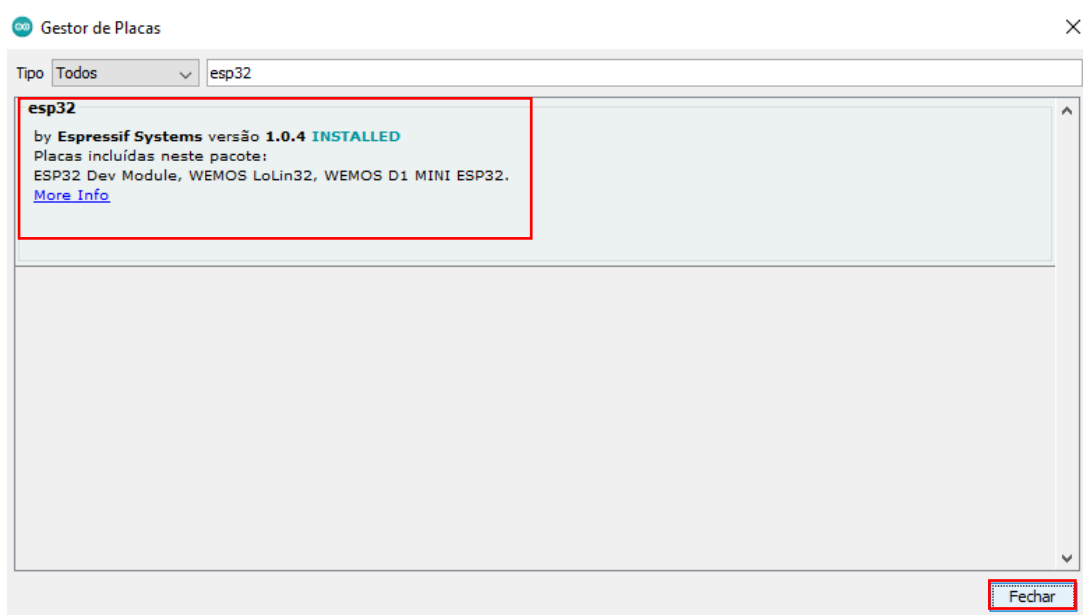 Gestor de Placas
Tipo Todos esp32
esp32
by Espressif Systems versão 1.0.4 INSTALLED
Placas incluídas neste pacote:
ESP32 Dev Module, WEMOS LoLin32, WEMOS D1 MINI ESP32.
More Info
Fechar